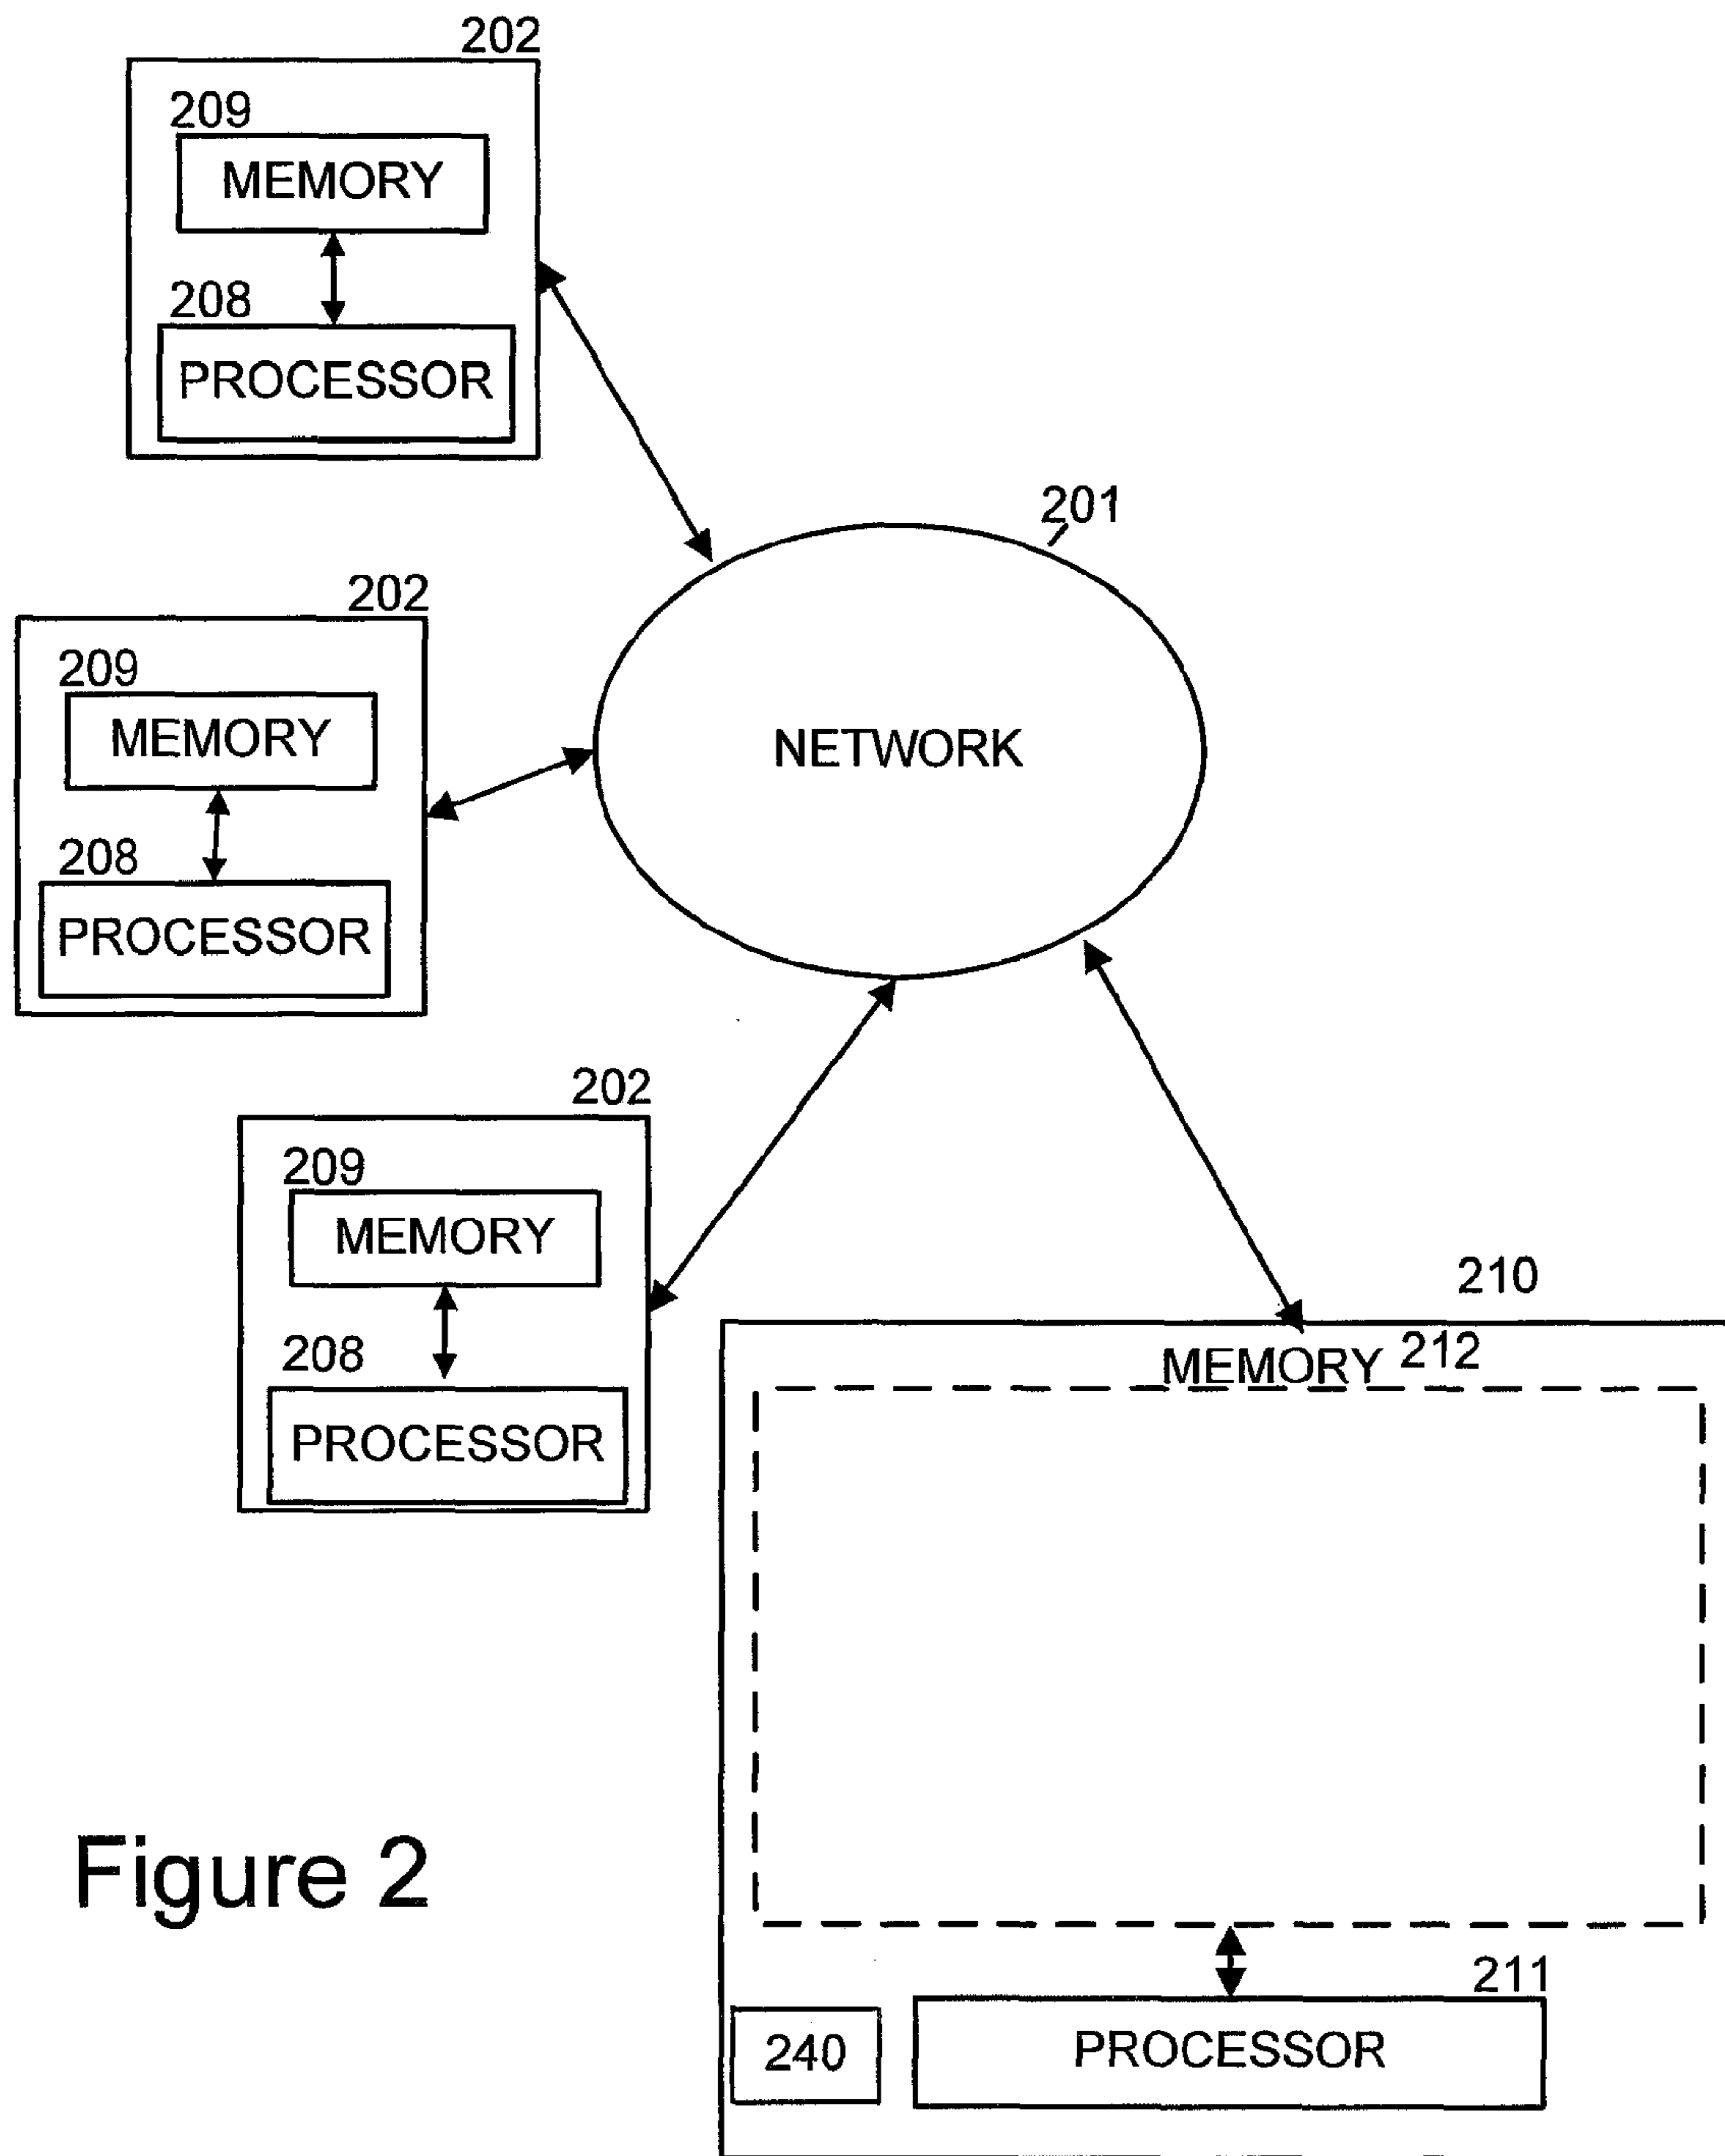 202
209
MEMORY
208
PROCESSOR
201
NETWORK
202
209
MEMORY
208
PROCESSOR
202
209
MEMORY
208
PROCESSOR
210
MEMORY 212
211
240
PROCESSOR
Figure 2